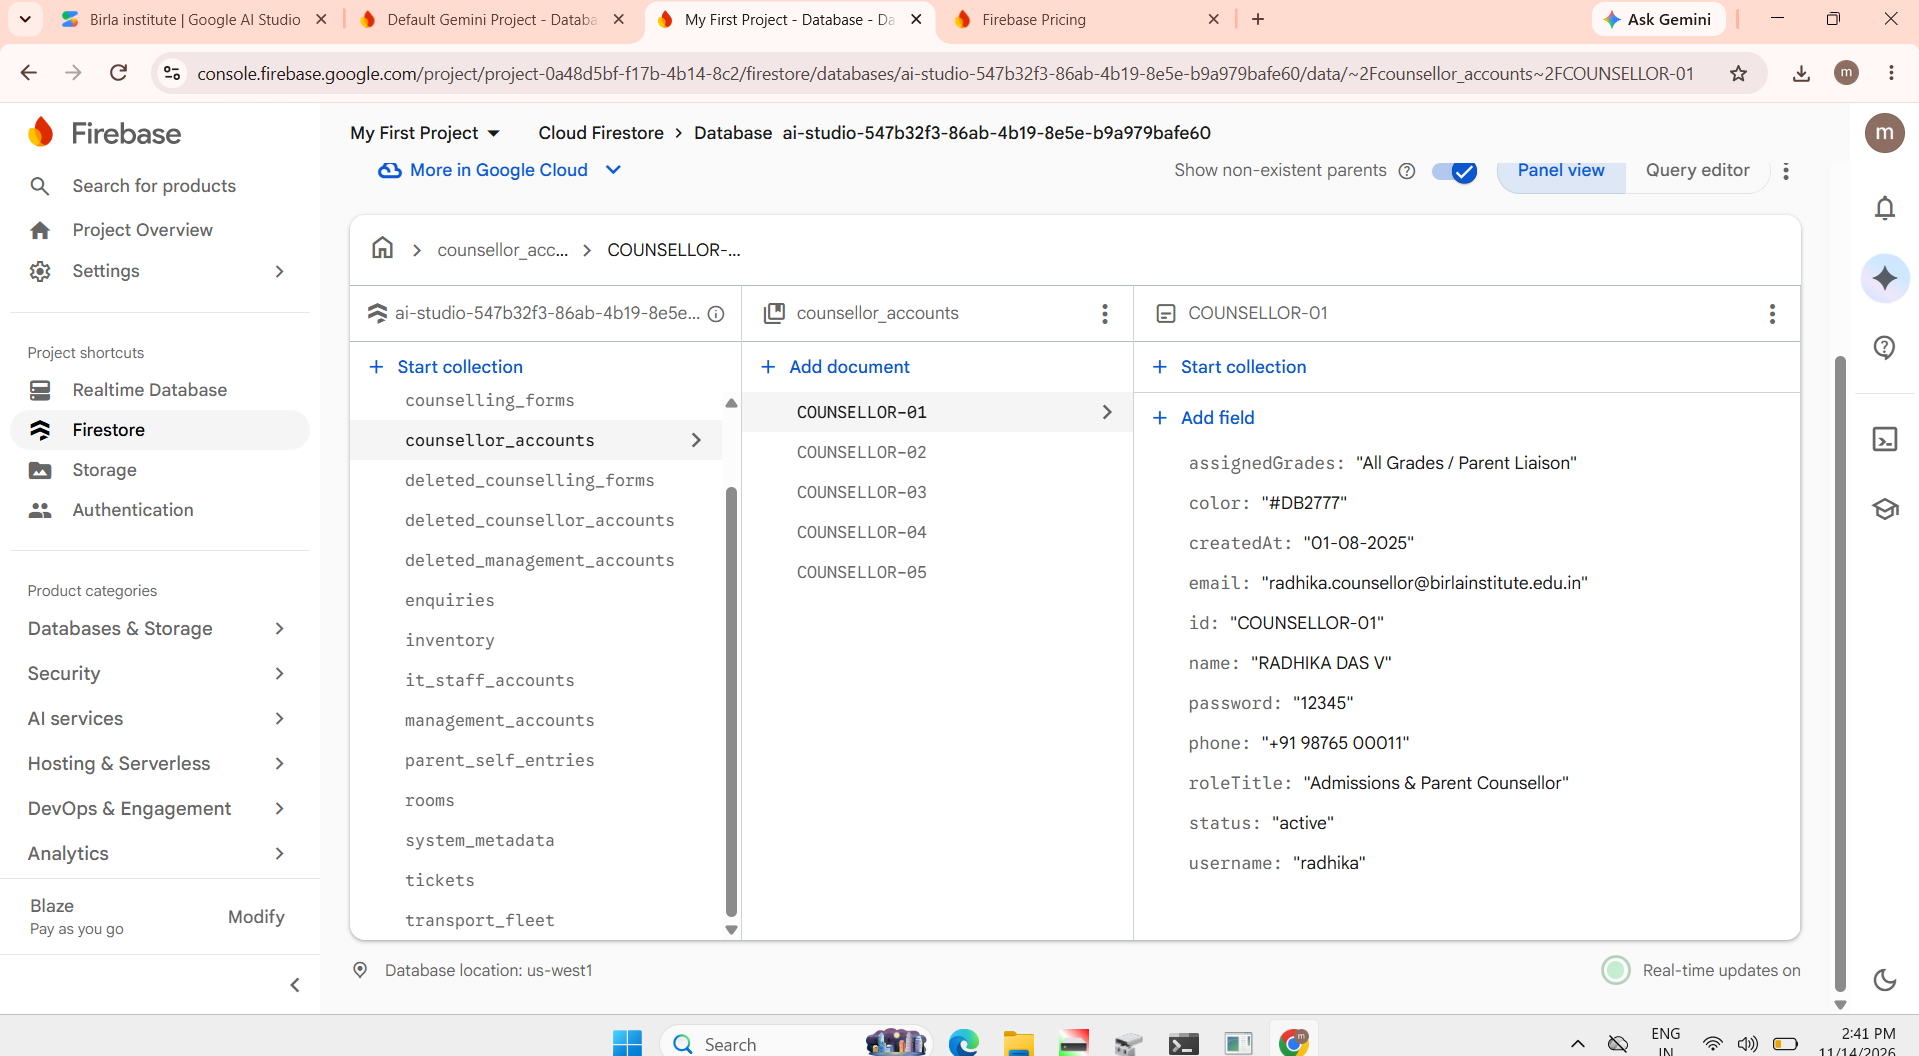 Birla institute | Google AI Studio
Default Gemini Project - Databa
My First Project - Database - Da
Firebase Pricing
Ask Gemini
console.firebase.google.com/project/project-0a48d5bf-f17b-4b14-8c2/firestore/databases/ai-studio-547b32f3-86ab-4b19-8e5e-b9a979bafe60/data/~2Fcounsellor_accounts~2FCOUNSELLOR-01
m
Firebase
My First Project
Cloud Firestore > Database ai-studio-547b32f3-86ab-4b19-8e5e-b9a979bafe60
m
More in Google Cloud
Show non-existent parents
Panel view
Query editor
Search for products
Project Overview
Settings
Project shortcuts
Realtime Database
Firestore
Storage
Authentication
Product categories
Databases & Storage
Security
AI services
Hosting & Serverless
DevOps & Engagement
Analytics
Blaze
Pay as you go
Modify
counsellor_acc...
COUNSELLOR-...
ai-studio-547b32f3-86ab-4b19-8e5e...
Start collection
counselling_forms
counsellor_accounts
deleted_counselling_forms
deleted_counsellor_accounts
deleted_management_accounts
enquiries
inventory
it_staff_accounts
management_accounts
parent_self_entries
rooms
system_metadata
tickets
transport_fleet
counsellor_accounts
Add document
COUNSELLOR-01
COUNSELLOR-02
COUNSELLOR-03
COUNSELLOR-04
COUNSELLOR-05
COUNSELLOR-01
Start collection
Add field
assignedGrades: "All Grades / Parent Liaison"
color: "#DB2777"
createdAt: "01-08-2025"
email: "radhika.counsellor@birlainstitute.edu.in"
id: "COUNSELLOR-01"
name: "RADHIKA DAS V"
password: "12345"
phone: "+91 98765 00011"
roleTitle: "Admissions & Parent Counsellor"
status: "active"
username: "radhika"
Database location: us-west1
Real-time updates on
Search
ENG
IN
2:41 PM
11/14/2026